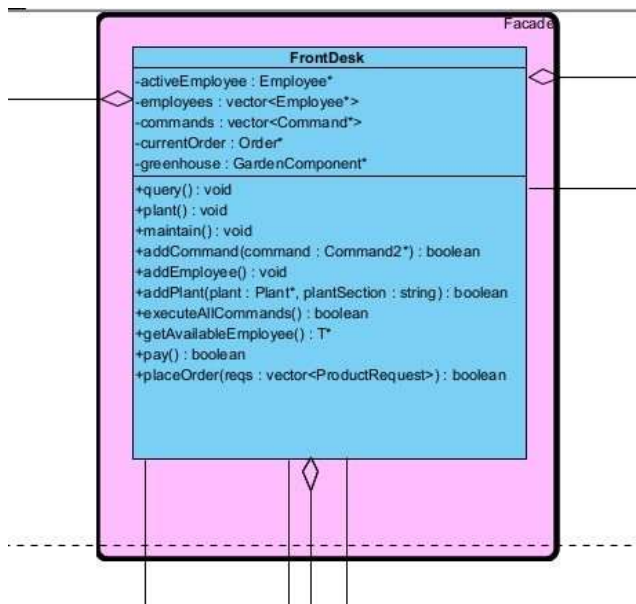 Facade
FrontDesk
-activeEmployee : Employee*
-employees : vector<Employee*>
-commands : vector<Command*>
-currentOrder : Order*
-greenhouse : GardenComponent*
+query() : void
+plant() : void
+maintain() : void
+addCommand(command : Command2*) : boolean
+addEmployee() : void
+addPlant(plant : Plant*, plantSection : string) : boolean
+executeAllCommands() : boolean
+getAvailableEmployee() : T*
+pay() : boolean
+placeOrder(reqs : vector<ProductRequest>) : boolean